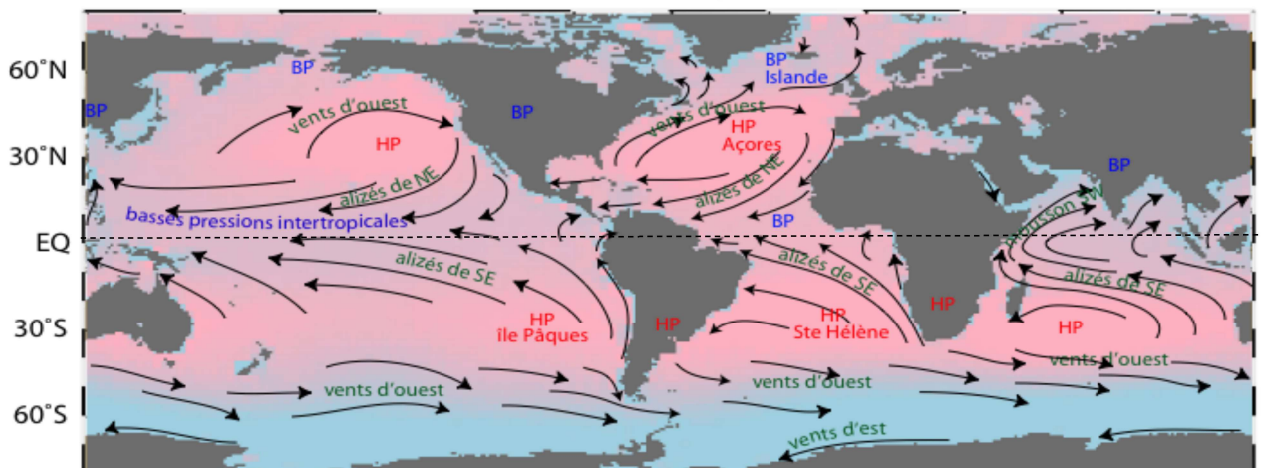 60°N
BP
BP
Islande
BP
BP
vents d'ouest
vents d'ouest
HP
Açores
HP
30°N
BP
alizés de NE
alizés de NE
mousson SW
basses pressions intertropicales
BP
EQ
alizés de SE
alizés de SE
alizés de SE
HP
HP
île Pâques
HP
HP
Ste Hélène
HP
30°S
vents d'ouest
vents d'ouest
vents d'ouest
60°S
vents d'est